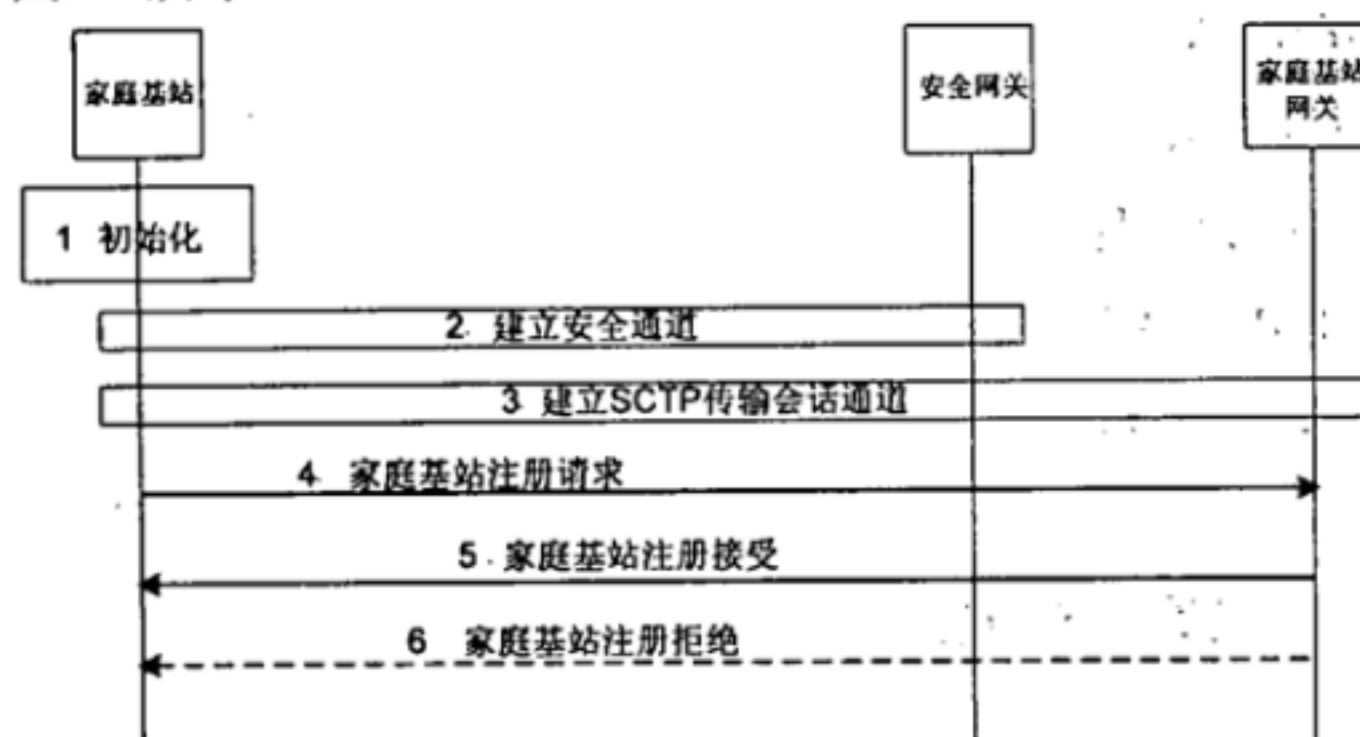 家庭基站
安全网关
家庭基站
网关
1 初始化
2. 建立安全通道
3 建立SCTP传输会话通道
4 家庭基站注册请求
5. 家庭基站注册接受
6 家庭基站注册拒绝